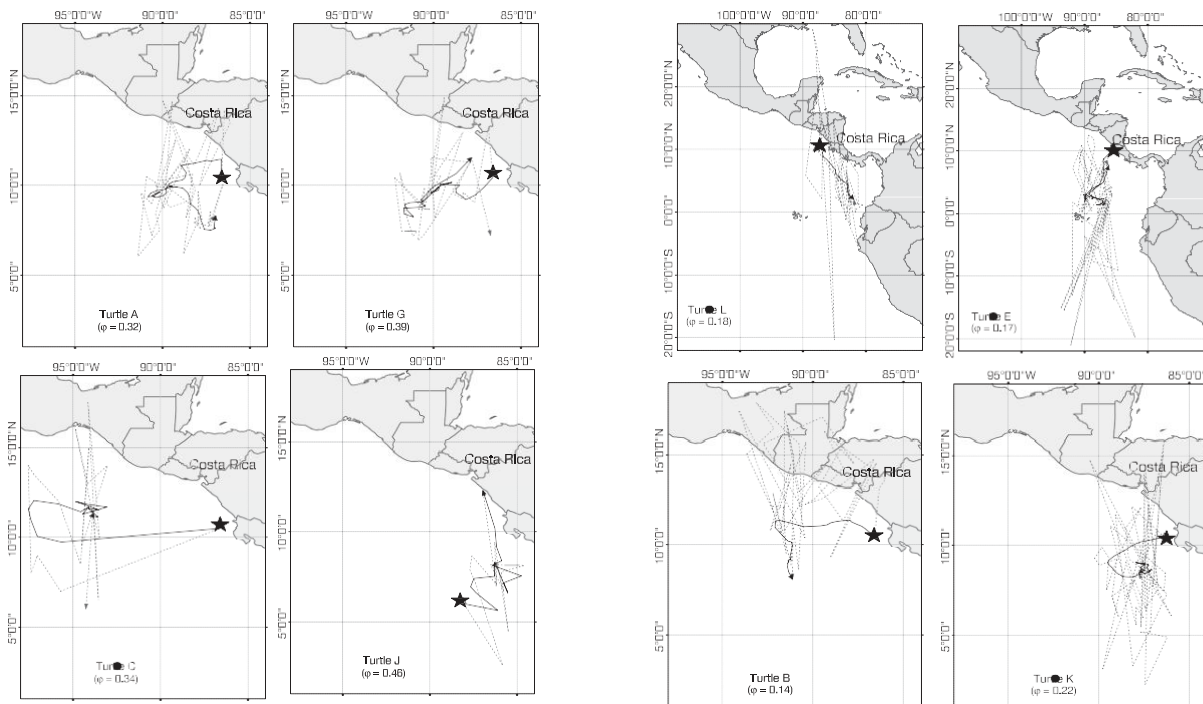 95°0'0"W 90°0'0" 85°0'0"
15°0'0"N
Costa Rica
10°0'0"
5°0'0"
Turtle A
(φ = 0.32)
95°0'0"W 90°0'0" 85°0'0"
Costa Rica
Turtle G
(φ = 0.39)
100°0'0"W 90°0'0" 80°0'0"
20°0'0"N
10°0'0"N
Costa Rica
0°0'0"
10°0'0"S
20°0'0"S
Turtle L
(φ = 0.18)
100°0'0"W 90°0'0" 80°0'0"
20°0'0"N
Costa Rica
10°0'0"N
0°0'0"
10°0'0"S
20°0'0"S
Turtle E
(φ = 0.17)
95°0'0"W 90°0'0" 85°0'0"
15°0'0"N
Costa Rica
10°0'0"
5°0'0"
Turtle C
(φ = 0.34)
95°0'0"W 90°0'0" 85°0'0"
15°0'0"N
Costa Rica
10°0'0"
5°0'0"
Turtle J
(φ = 0.46)
95°0'0"W 90°0'0" 85°0'0"
15°0'0"N
Costa Rica
10°0'0"
5°0'0"
Turtle B
(φ = 0.14)
95°0'0"W 90°0'0" 85°0'0"
15°0'0"N
Costa Rica
10°0'0"
5°0'0"
Turtle K
(φ = 0.22)